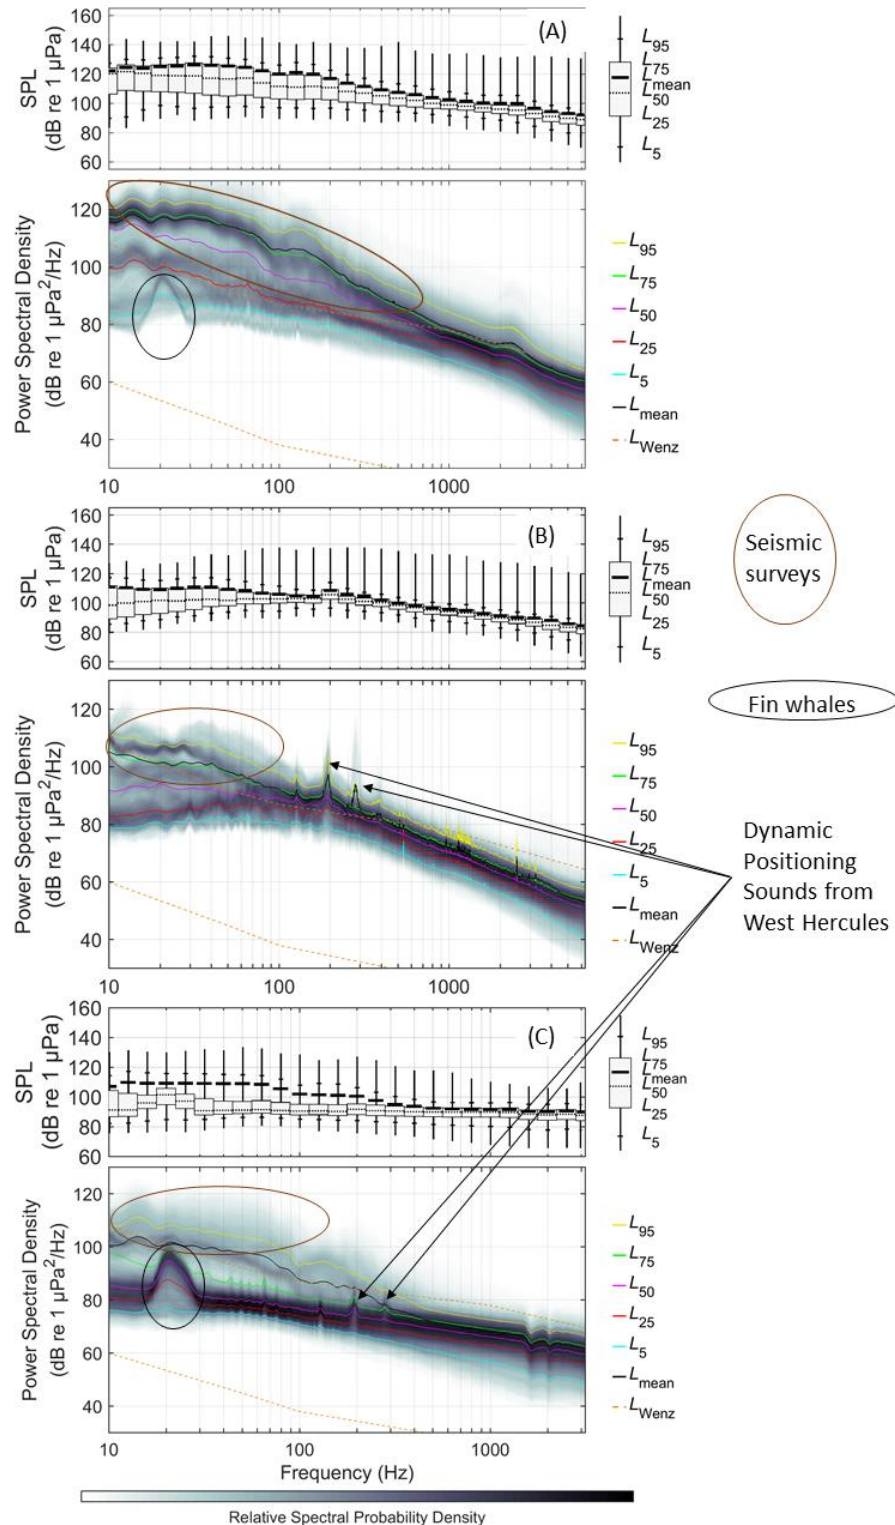 (A)
SPL
(dB re 1 µPa)
160
140
120
100
80
60
L95
L75
Lmean
L50
L25
L5
Power Spectral Density
(dB re 1 µPa²/Hz)
120
100
80
60
40
10
100
1000
L95
L75
L50
L25
L5
Lmean
LWenz
(B)
SPL
(dB re 1 µPa)
160
140
120
100
80
60
L95
L75
Lmean
L50
L25
L5
Seismic
surveys
Fin whales
Power Spectral Density
(dB re 1 µPa²/Hz)
120
100
80
60
40
10
100
1000
L95
L75
L50
L25
L5
Lmean
LWenz
Dynamic
Positioning
Sounds from
West Hercules
(C)
SPL
(dB re 1 µPa)
160
140
120
100
80
60
L95
L75
Lmean
L50
L25
L5
Power Spectral Density
(dB re 1 µPa²/Hz)
120
100
80
60
40
10
100
1000
L95
L75
L50
L25
L5
Lmean
LWenz
Frequency (Hz)
Relative Spectral Probability Density